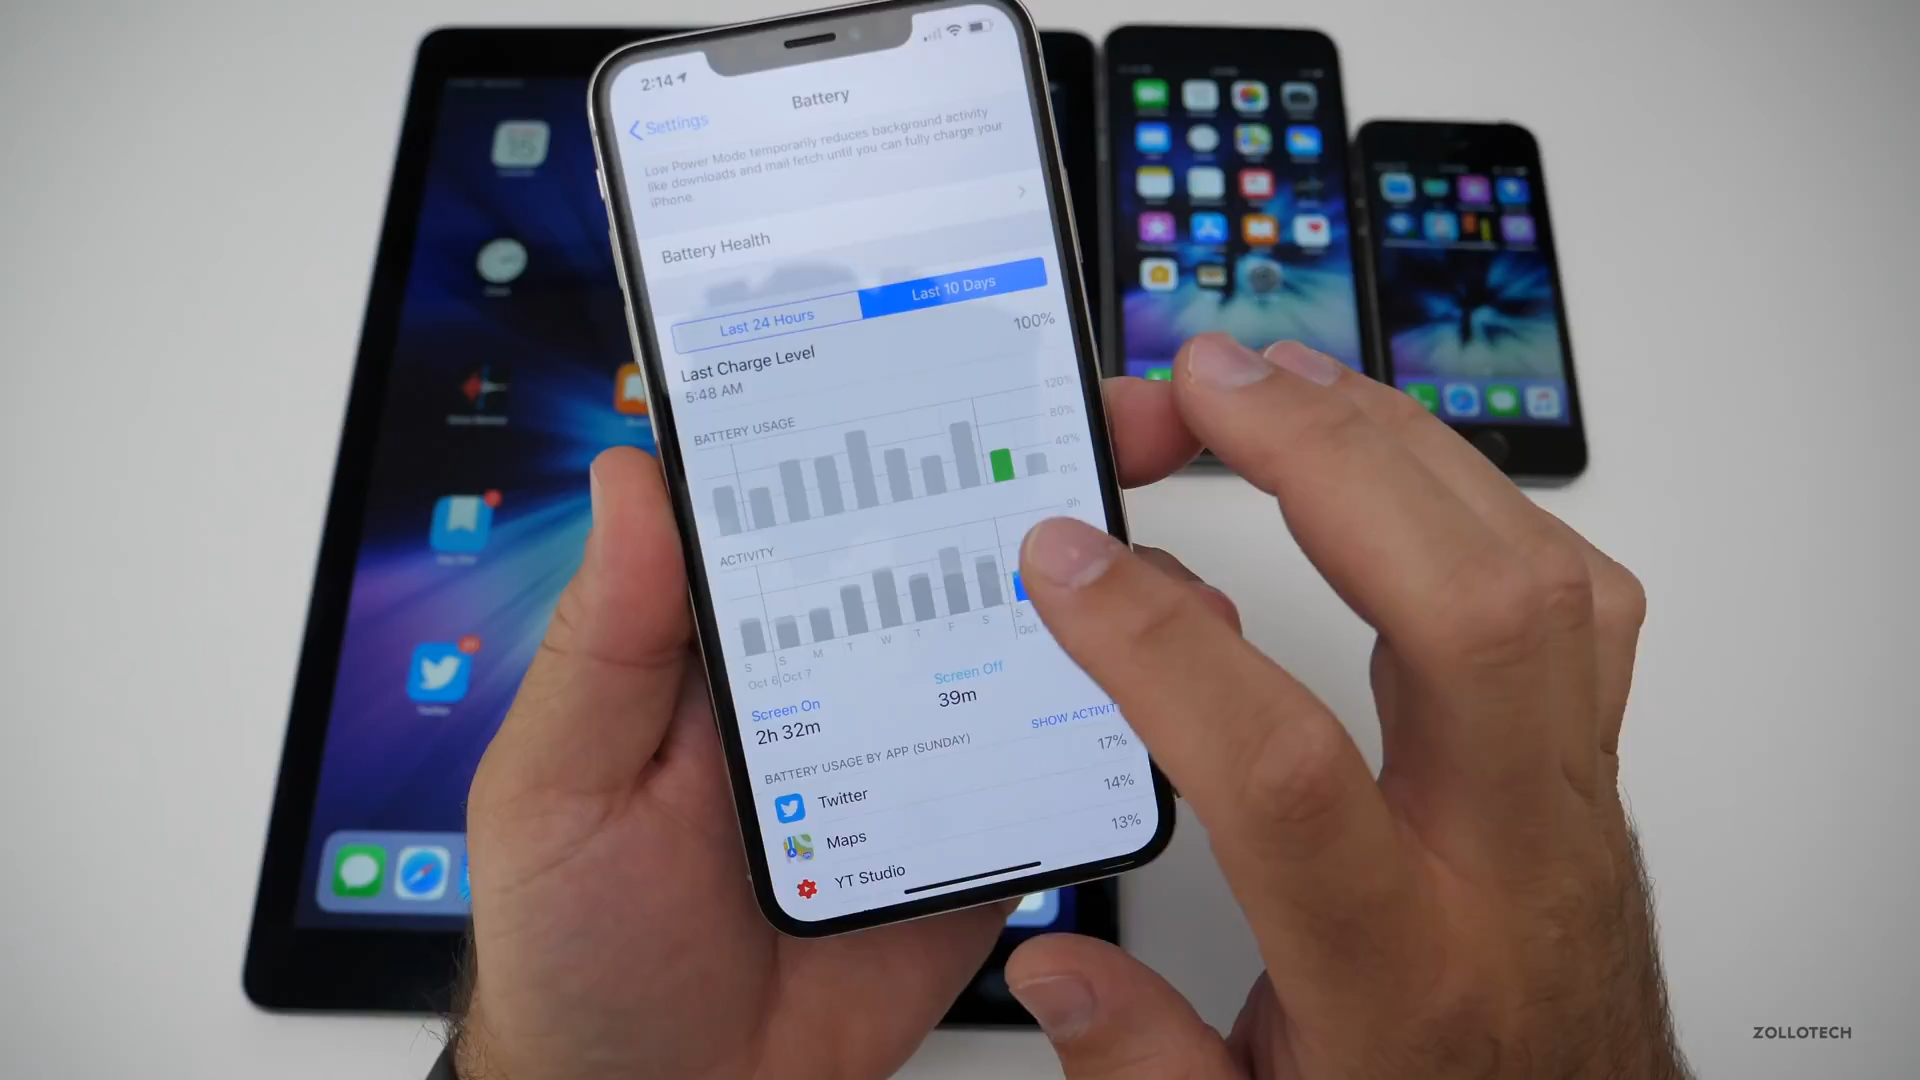 2:14
Settings
Battery
Low Power Mode temporarily reduces background activity
like downloads and mail fetch until you can fully charge your
iPhone.
Battery Health
Last 24 Hours
Last 10 Days
Last Charge Level
100%
5:48 AM
BATTERY USAGE
120%
80%
40%
0%
ACTIVITY
9h
S S M T W T F S S
Oct 6 Oct 7 Oct
Screen On
2h 32m
Screen Off
39m
BATTERY USAGE BY APP (SUNDAY)
SHOW ACTIVIT
Twitter
17%
Maps
14%
YT Studio
13%
15
Twitter
ZOLLOTECH